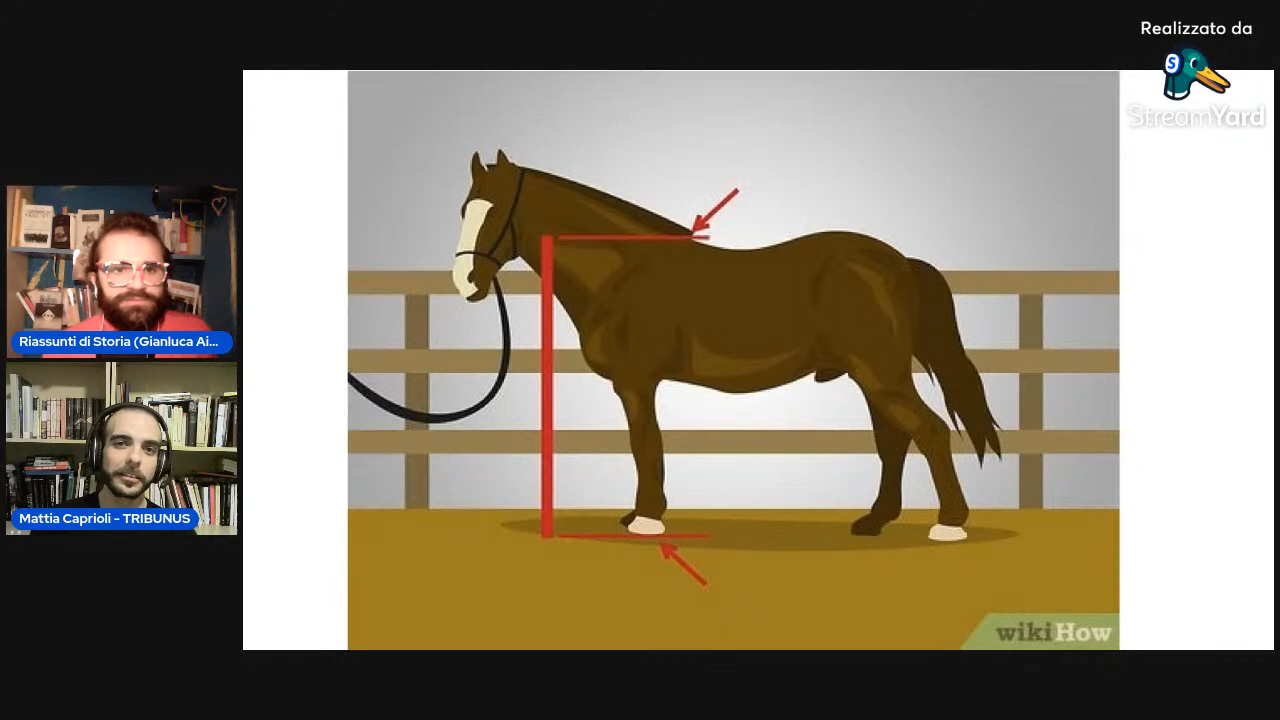 Realizzato da
StreamYard
Riassunti di Storia (Gianluca Ai...
Mattia Caprioli - TRIBUNUS
wikiHow